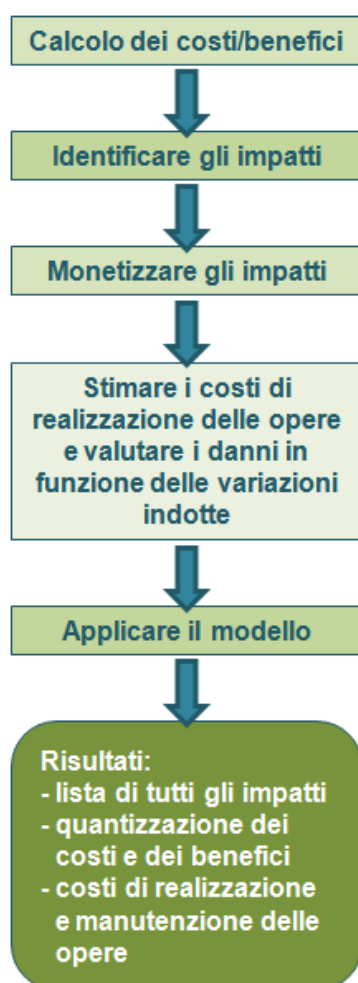 Calcolo dei costi/benefici
Identificare gli impatti
Monetizzare gli impatti
Stimare i costi di
realizzazione delle opere
e valutare i danni in
funzione delle variazioni
indotte
Applicare il modello
Risultati:
- lista di tutti gli impatti
- quantizzazione dei
costi e dei benefici
- costi di realizzazione
e manutenzione delle
opere